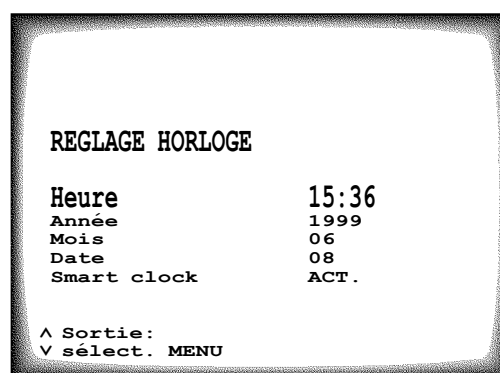 REGLAGE HORLOGE
Heure 15:36
Année 1999
Mois 06
Date 08
Smart clock ACT.
∧ Sortie:
∨ sélect. MENU